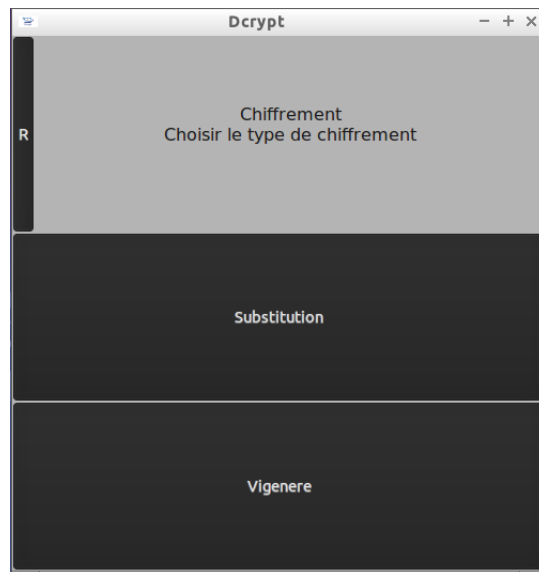 Dcrypt
Chiffrement
Choisir le type de chiffrement
R
Substitution
Vigenere